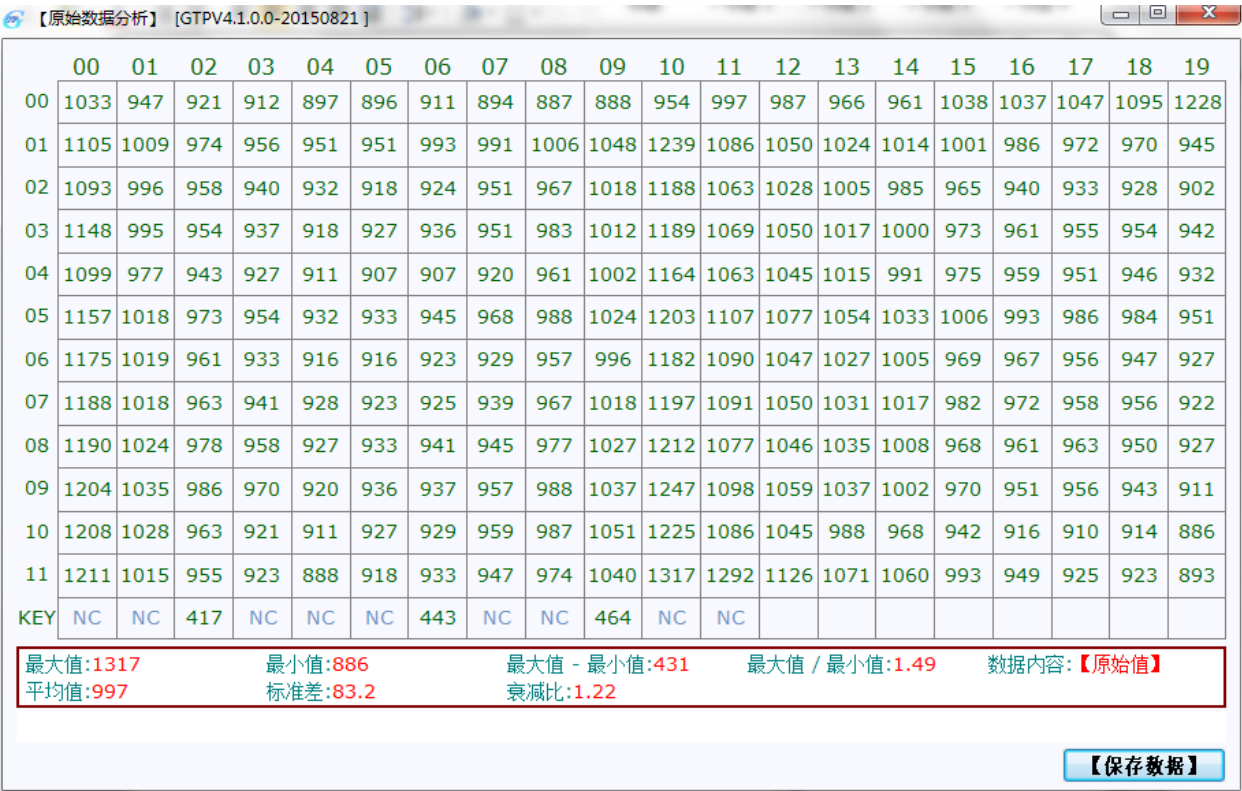 【原始数据分析】 [GTPV4.1.0.0-20150821 ]
00 01 02 03 04 05 06 07 08 09 10 11 12 13 14 15 16 17 18 19
00 1033 947 921 912 897 896 911 894 887 888 954 997 987 966 961 1038 1037 1047 1095 1228
01 1105 1009 974 956 951 951 993 991 1006 1048 1239 1086 1050 1024 1014 1001 986 972 970 945
02 1093 996 958 940 932 918 924 951 967 1018 1188 1063 1028 1005 985 965 940 933 928 902
03 1148 995 954 937 918 927 936 951 983 1012 1189 1069 1050 1017 1000 973 961 955 954 942
04 1099 977 943 927 911 907 907 920 961 1002 1164 1063 1045 1015 991 975 959 951 946 932
05 1157 1018 973 954 932 933 945 968 988 1024 1203 1107 1077 1054 1033 1006 993 986 984 951
06 1175 1019 961 933 916 916 923 929 957 996 1182 1090 1047 1027 1005 969 967 956 947 927
07 1188 1018 963 941 928 923 925 939 967 1018 1197 1091 1050 1031 1017 982 972 958 956 922
08 1190 1024 978 958 927 933 941 945 977 1027 1212 1077 1046 1035 1008 968 961 963 950 927
09 1204 1035 986 970 920 936 937 957 988 1037 1247 1098 1059 1037 1002 970 951 956 943 911
10 1208 1028 963 921 911 927 929 959 987 1051 1225 1086 1045 988 968 942 916 910 914 886
11 1211 1015 955 923 888 918 933 947 974 1040 1317 1292 1126 1071 1060 993 949 925 923 893
KEY NC NC 417 NC NC NC 443 NC NC 464 NC NC
最大值:1317 最小值:886 最大值 - 最小值:431 最大值 / 最小值:1.49 数据内容:【原始值】
平均值:997 标准差:83.2 衰减比:1.22
【保存数据】